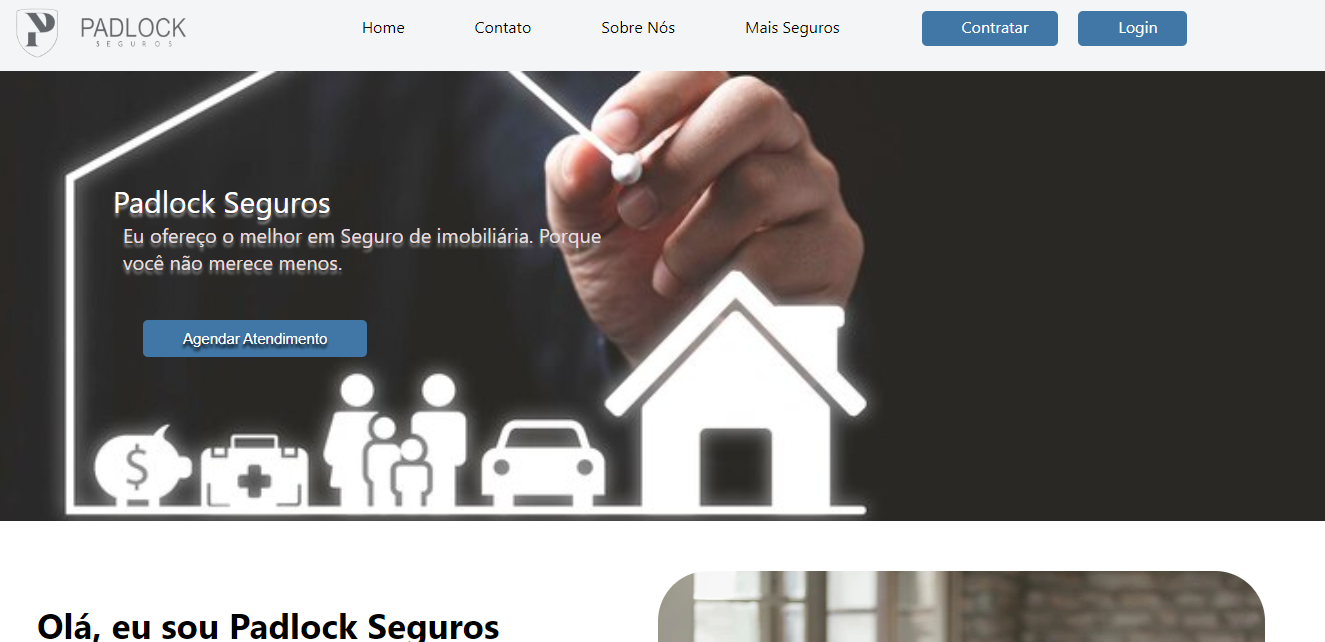 PADLOCK
SEGUROS
Home
Contato
Sobre Nós
Mais Seguros
Contratar
Login
Padlock Seguros
Eu ofereço o melhor em Seguro de imobiliária. Porque
você não merece menos.
Agendar Atendimento
$
Olá, eu sou Padlock Seguros